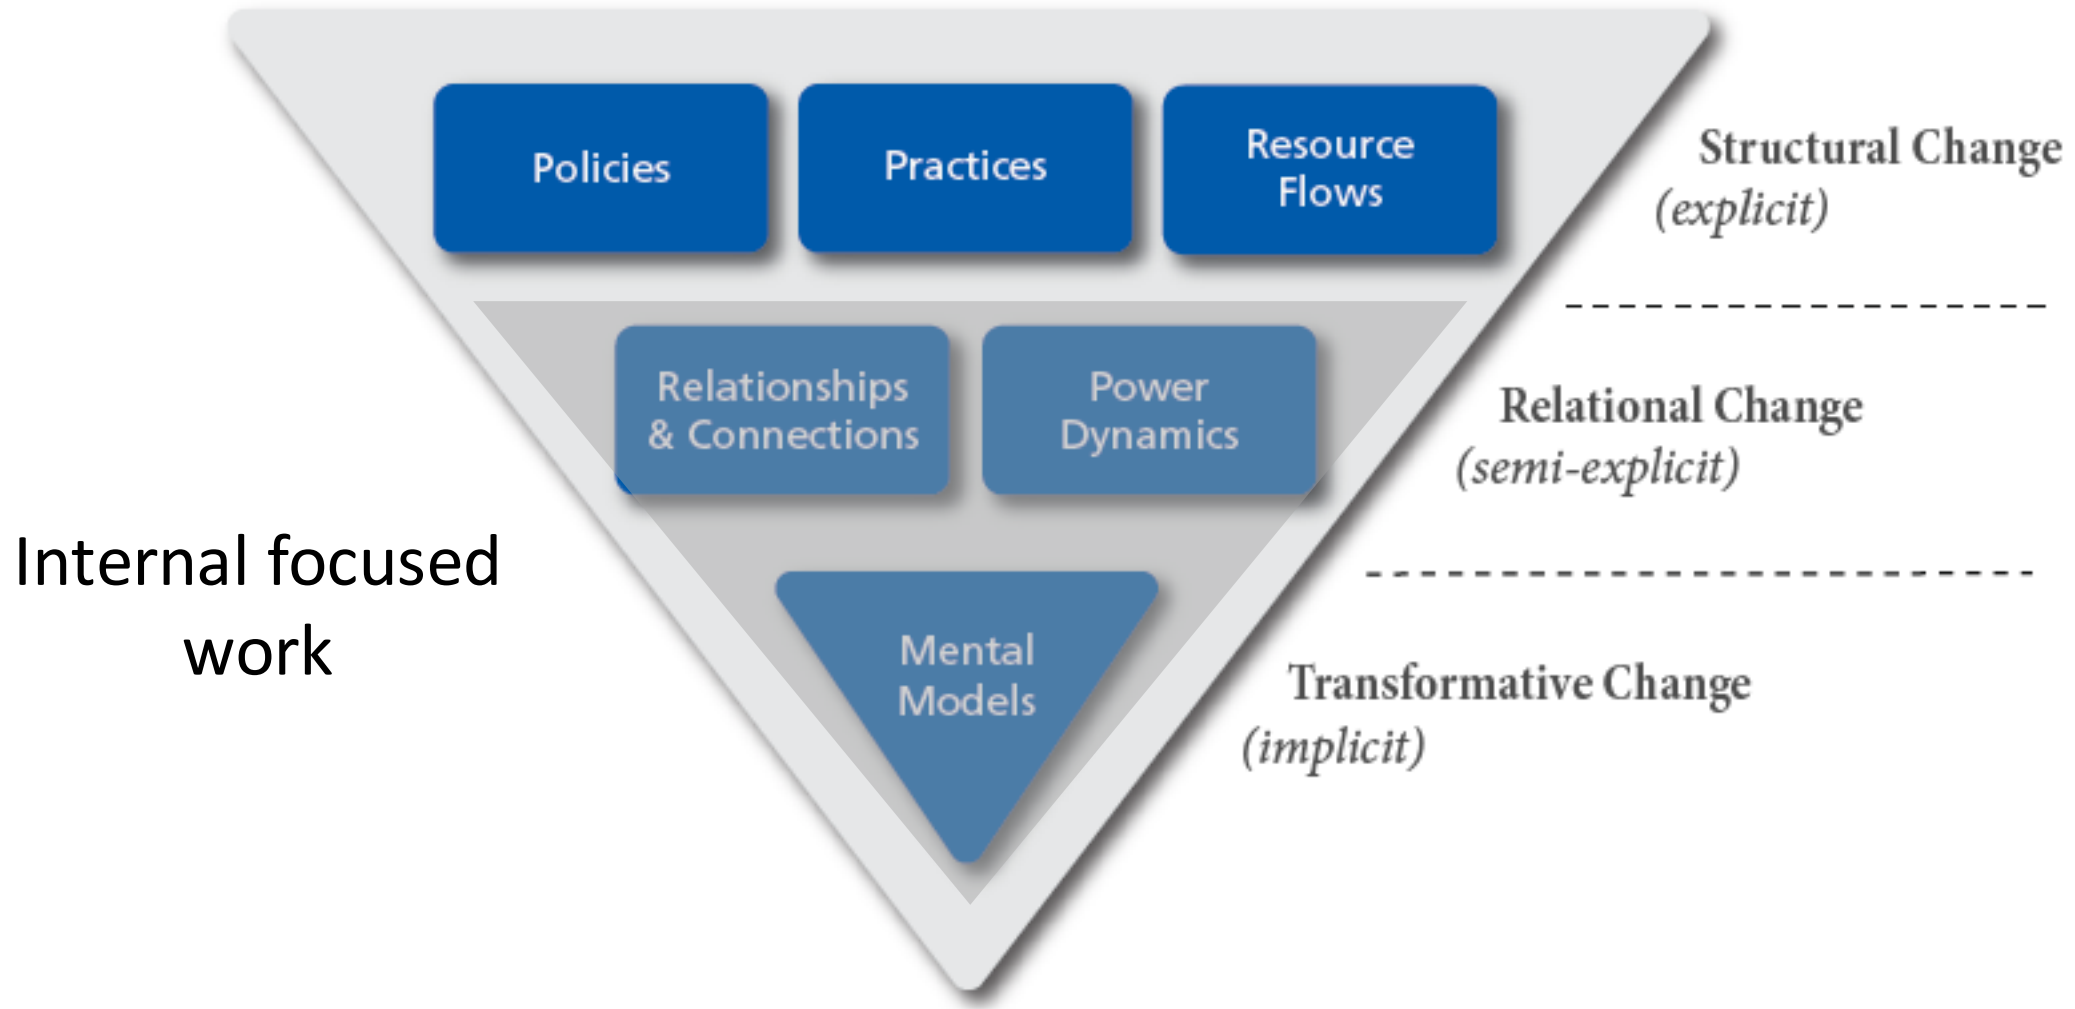 Policies
Practices
Resource
Flows
Structural Change
(explicit)
Relationships
& Connections
Power
Dynamics
Relational Change
(semi-explicit)
Internal focused
work
Mental
Models
Transformative Change
(implicit)